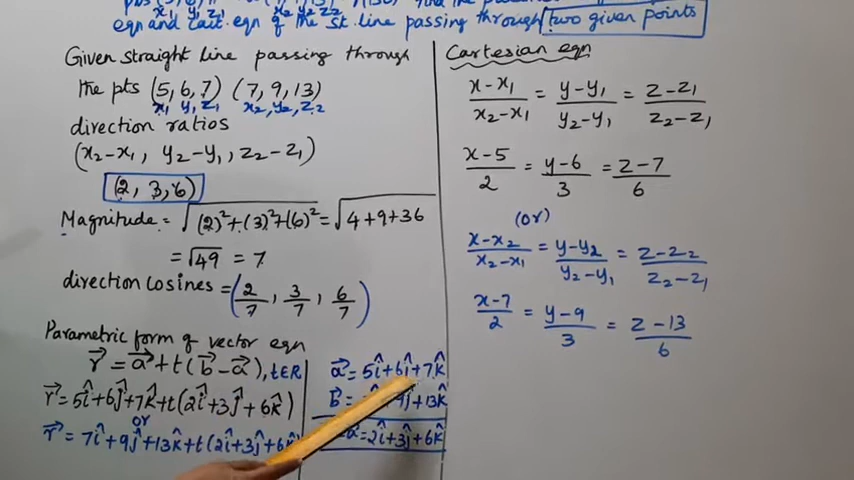 x₁ y₁ z₁ x₂ y₂ z₂
eqn and cart. eqn of the st. line passing through two given points
Given straight line passing through
the pts (5, 6, 7) (7, 9, 13)
x₁ y₁ z₁ x₂, y₂, z₂
direction ratios
(x₂-x₁, y₂-y₁, z₂-z₁)
(2, 3, 6)
Magnitude = √(2)²+(3)²+(6)² = √4+9+36
= √49 = 7
direction cosines = (2/7, 3/7, 6/7)
Parametric form of vector eqn
r⃗ = a⃗ + t(b⃗ - a⃗), t∈R
r⃗ = 5î+6ĵ+7k̂+t(2î+3ĵ+6k̂)
or
r⃗ = 7î+9ĵ+13k̂+t(2î+3ĵ+6k̂)
a⃗ = 5î+6ĵ+7k̂
b⃗ = 9ĵ+13k̂
a⃗ = 2î+3ĵ+6k̂
Cartesian eqn
x-x₁/x₂-x₁ = y-y₁/y₂-y₁ = z-z₁/z₂-z₁
x-5/2 = y-6/3 = z-7/6
(or)
x-x₂/x₂-x₁ = y-y₂/y₂-y₁ = z-z₂/z₂-z₁
x-7/2 = y-9/3 = z-13/6